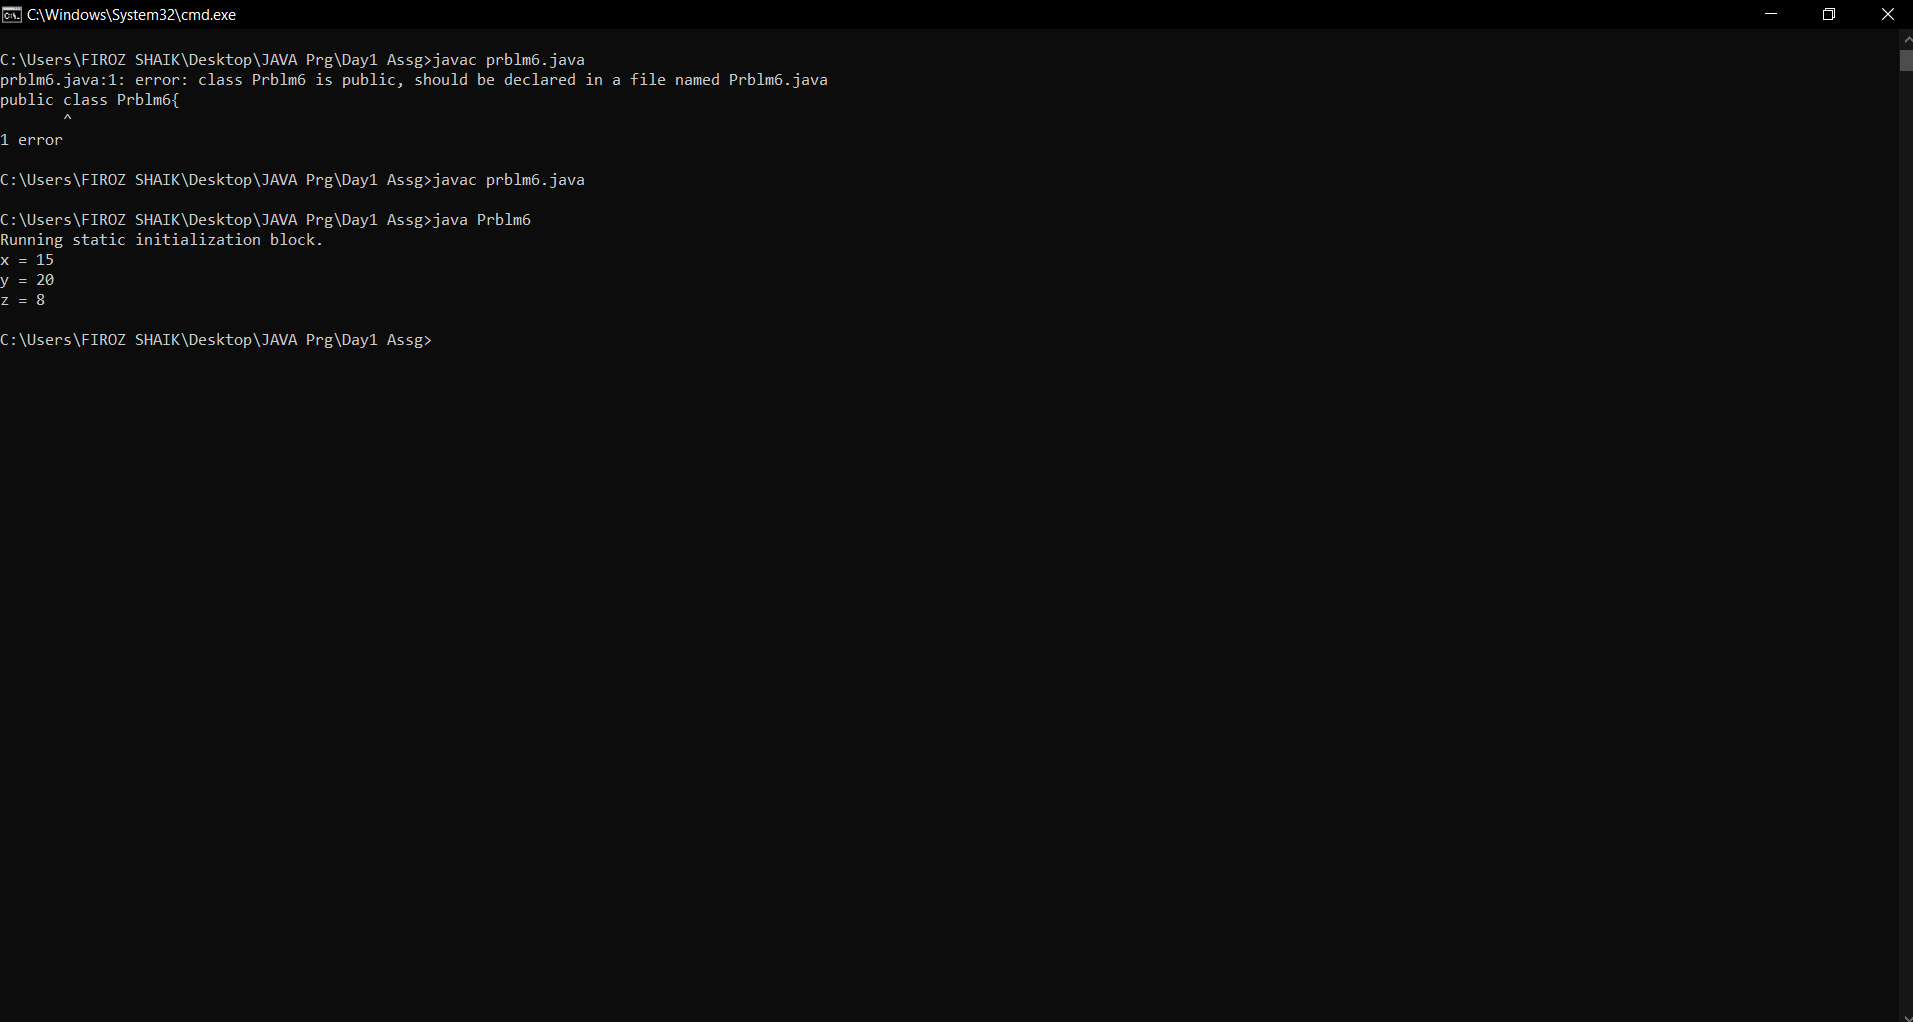 C:\Windows\System32\cmd.exe
C:\Users\FIROZ SHAIK\Desktop\JAVA Prg\Day1 Assg>javac prblm6.java
prblm6.java:1: error: class Prblm6 is public, should be declared in a file named Prblm6.java
public class Prblm6{
       ^
1 error
C:\Users\FIROZ SHAIK\Desktop\JAVA Prg\Day1 Assg>javac prblm6.java
C:\Users\FIROZ SHAIK\Desktop\JAVA Prg\Day1 Assg>java Prblm6
Running static initialization block.
x = 15
y = 20
z = 8
C:\Users\FIROZ SHAIK\Desktop\JAVA Prg\Day1 Assg>